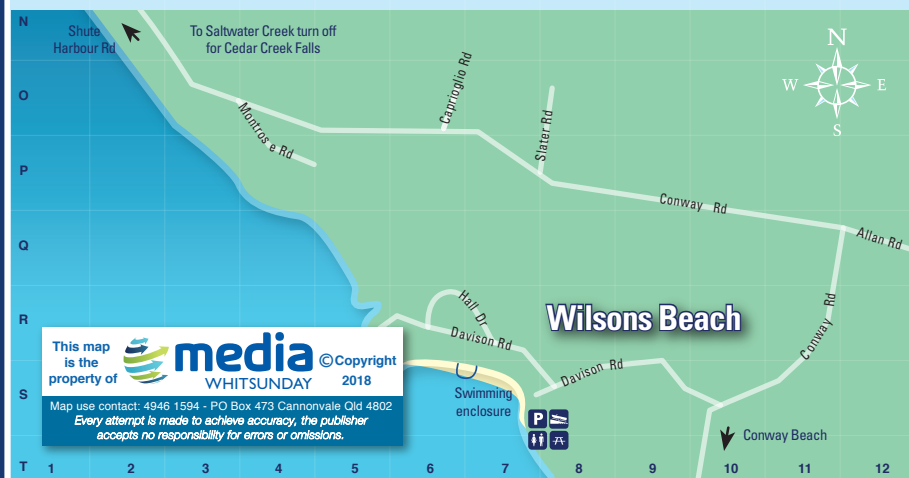 N
Shute
Harbour Rd
To Saltwater Creek turn off
for Cedar Creek Falls
N
W E
S
O
Montrose Rd
Caprioglio Rd
Slater Rd
P
Conway Rd
Allan Rd
Q
R
Half Dr
Davison Rd
Wilsons Beach
Conway Rd
This map
is the
property of
media
WHITSUNDAY
©Copyright
2018
Map use contact: 4946 1594 - PO Box 473 Cannonvale Qld 4802
Every attempt is made to achieve accuracy, the publisher
accepts no responsibility for errors or omissions.
S
Swimming
enclosure
Davison Rd
P
Conway Beach
T 1 2 3 4 5 6 7 8 9 10 11 12